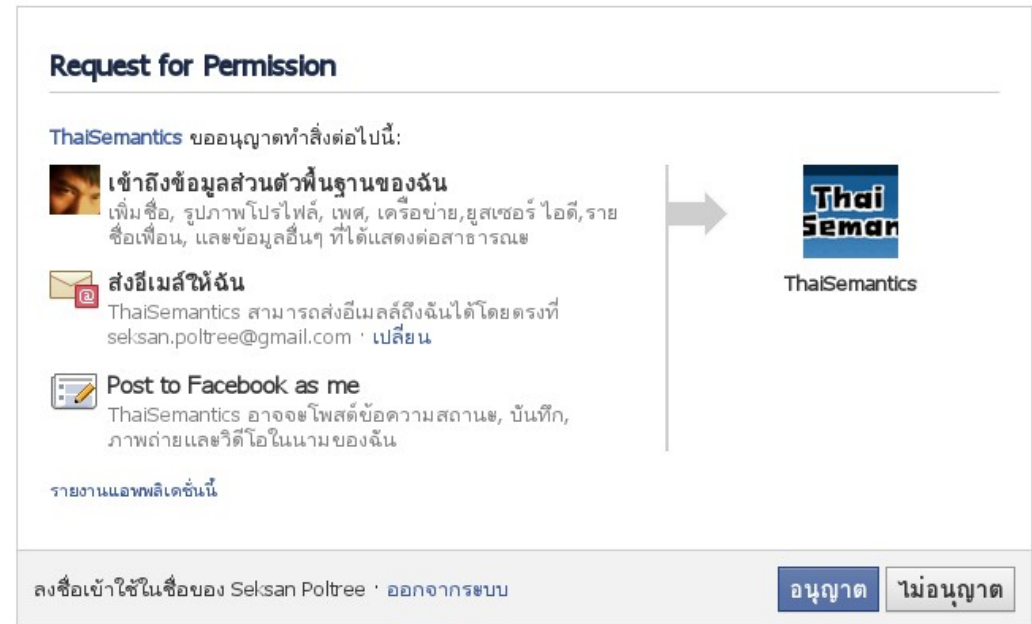 Request for Permission
ThaiSemantics ขออนุญาตทำสิ่งต่อไปนี้:
เข้าถึงข้อมูลส่วนตัวพื้นฐานของฉัน
เพิ่มชื่อ, รูปภาพโปรไฟล์, เพศ, เครือข่าย,ยูสเซอร์ ไอดี,ราย
ชื่อเพื่อน, และข้อมูลอื่นๆ ที่ได้แสดงต่อสาธารณะ
ส่งอีเมล์ให้ฉัน
ThaiSemantics สามารถส่งอีเมลล์ถึงฉันได้โดยตรงที่
seksan.poltree@gmail.com · เปลี่ยน
Post to Facebook as me
ThaiSemantics อาจจะโพสต์ข้อความสถานะ, บันทึก,
ภาพถ่ายและวิดีโอในนามของฉัน
รายงานแอพพลิเคชั่นนี้
Thai
Seman
ThaiSemantics
ลงชื่อเข้าใช้ในชื่อของ Seksan Poltree · ออกจากระบบ
อนุญาต ไม่อนุญาต